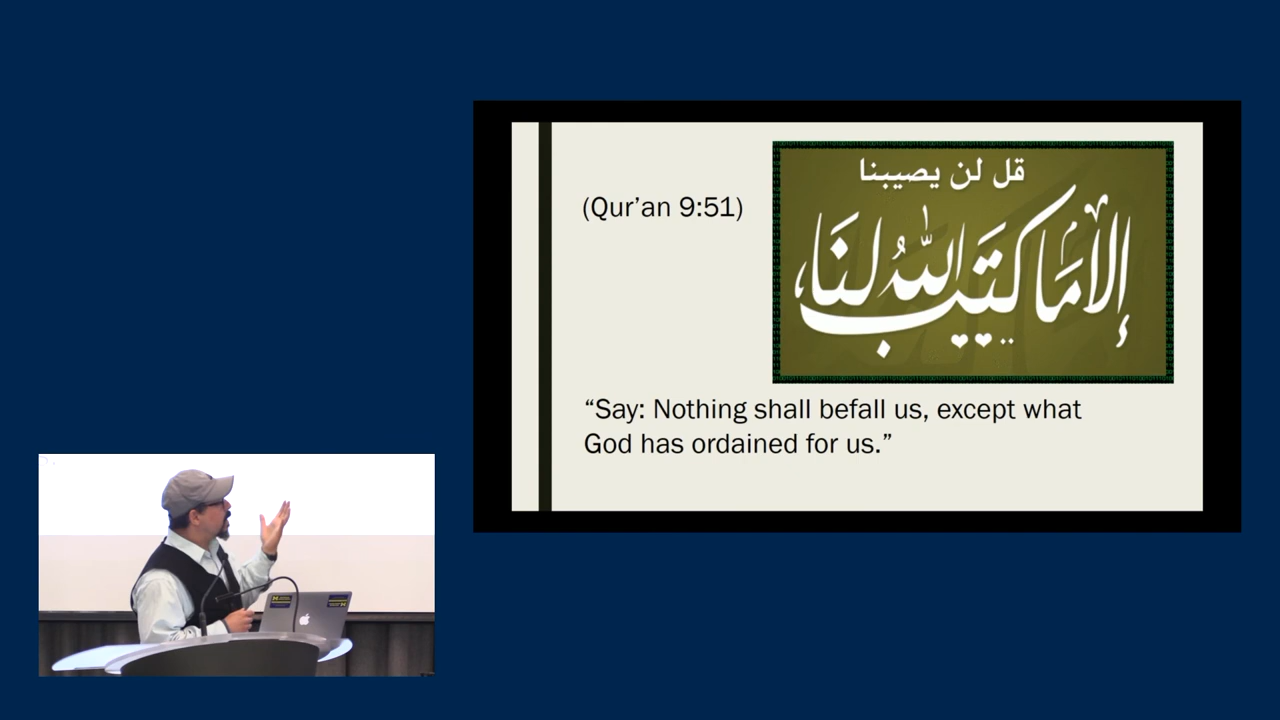 (Qur’an 9:51)
قل لن يصيبنا
إلا ما كتب الله لنا
“Say: Nothing shall befall us, except what
God has ordained for us.”